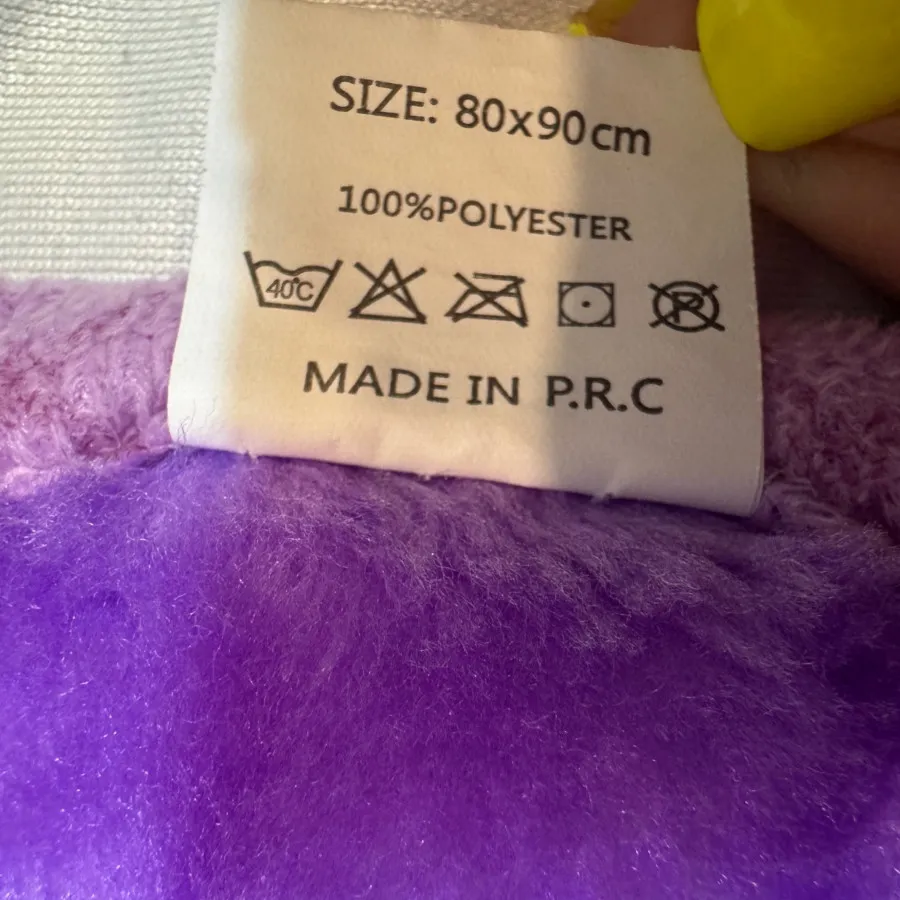 SIZE: 80x90cm
100%POLYESTER
40°C P
MADE IN P.R.C